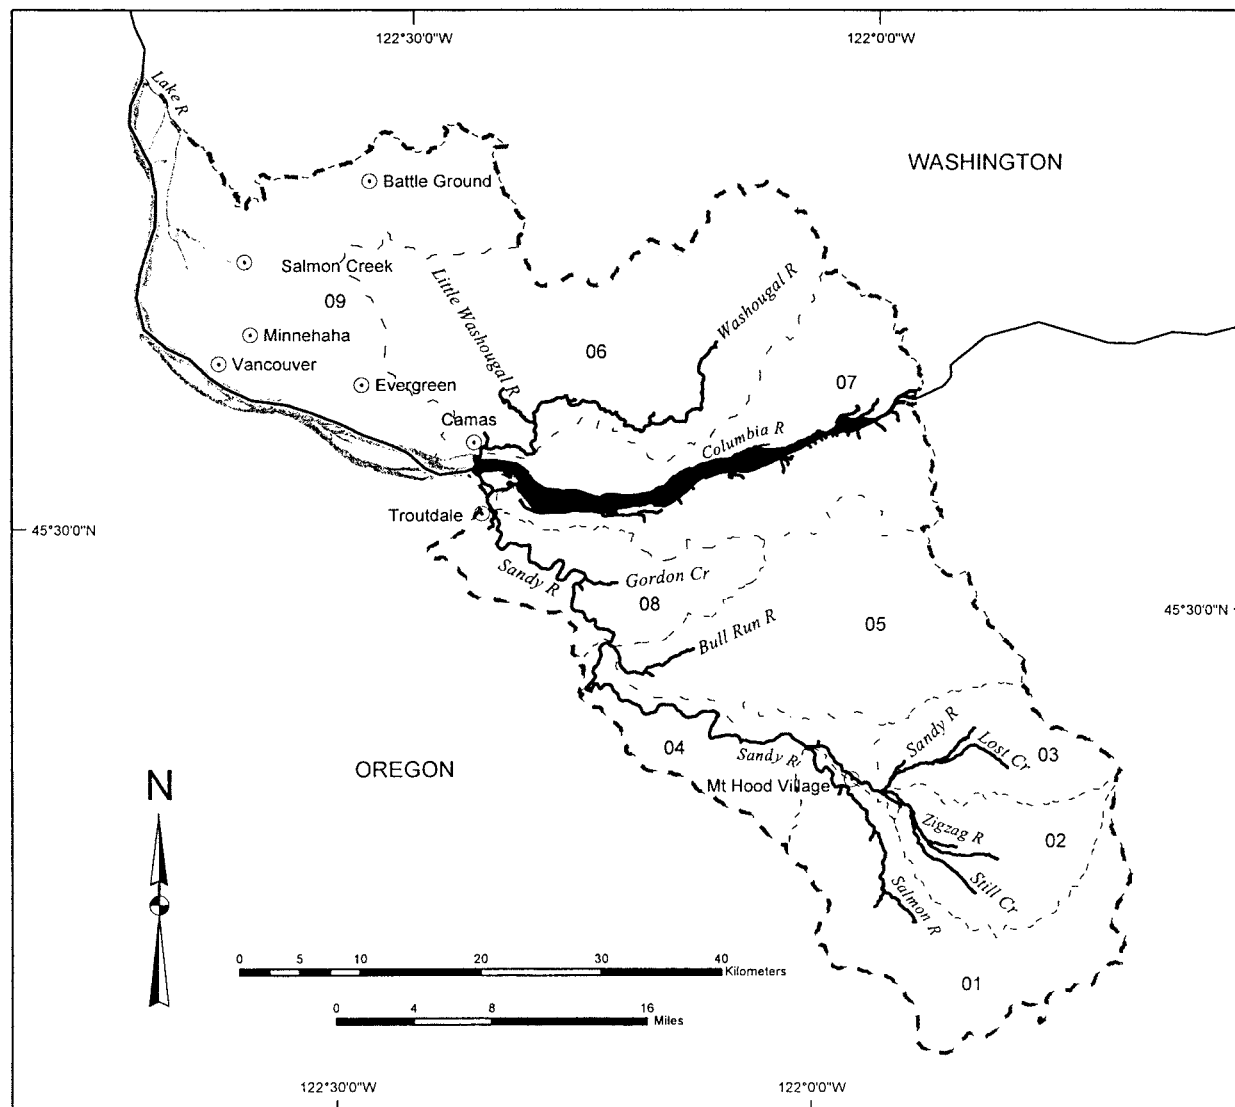 122°30'0"W
122°0'0"W
Lake R
WASHINGTON
Battle Ground
Salmon Creek
09
Little Washougal R
Washougal R
Minnehaha
06
Vancouver
Evergreen
07
Camas
Columbia R
Troutdale
45°30'0"N
Sandy R
Gordon Cr
08
45°30'0"N
05
Bull Run R
Sandy R
Lost Cr
03
04
Sandy R
OREGON
Mt Hood Village
N
Zigzag R
02
Still Cr
Salmon R
01
0 5 10 20 30 40
Kilometers
0 4 8 16
Miles
122°30'0"W
122°0'0"W